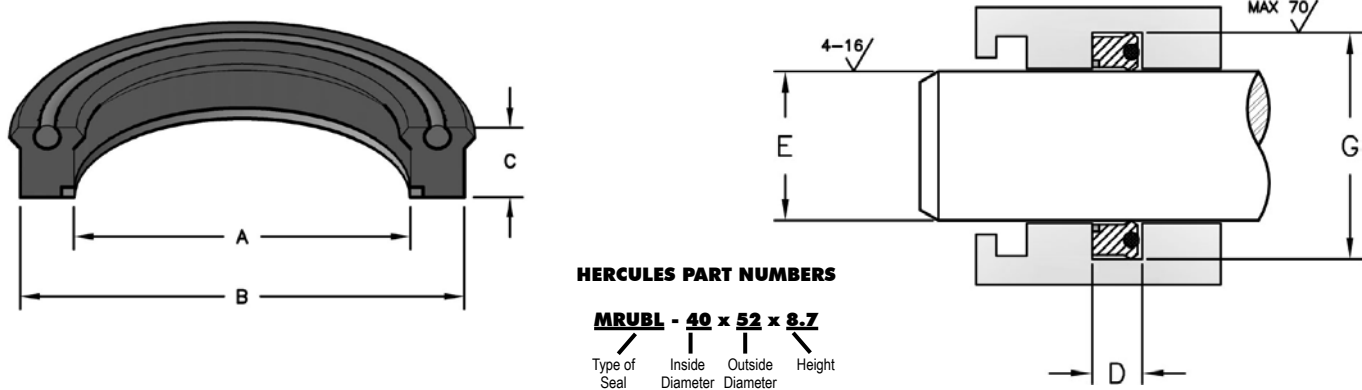 MAX 70
4-16
C
E
G
A
B
HERCULES PART NUMBERS
MRUBL - 40 x 52 x 8.7
Type of Seal
Inside Diameter
Outside Diameter
Height
D